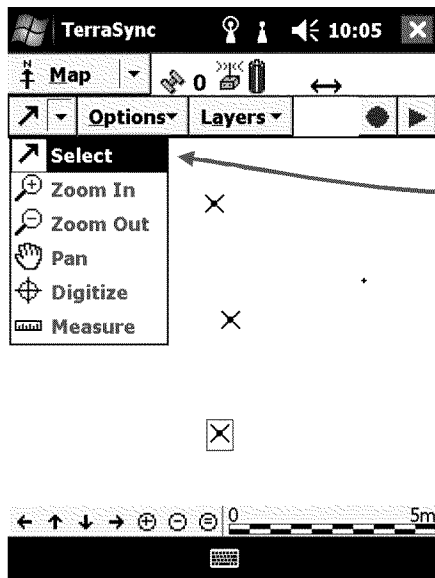 TerraSync 10:05
N
Map 0
Options Layers
Select
Zoom In
Zoom Out
Pan
Digitize
Measure
0 5m